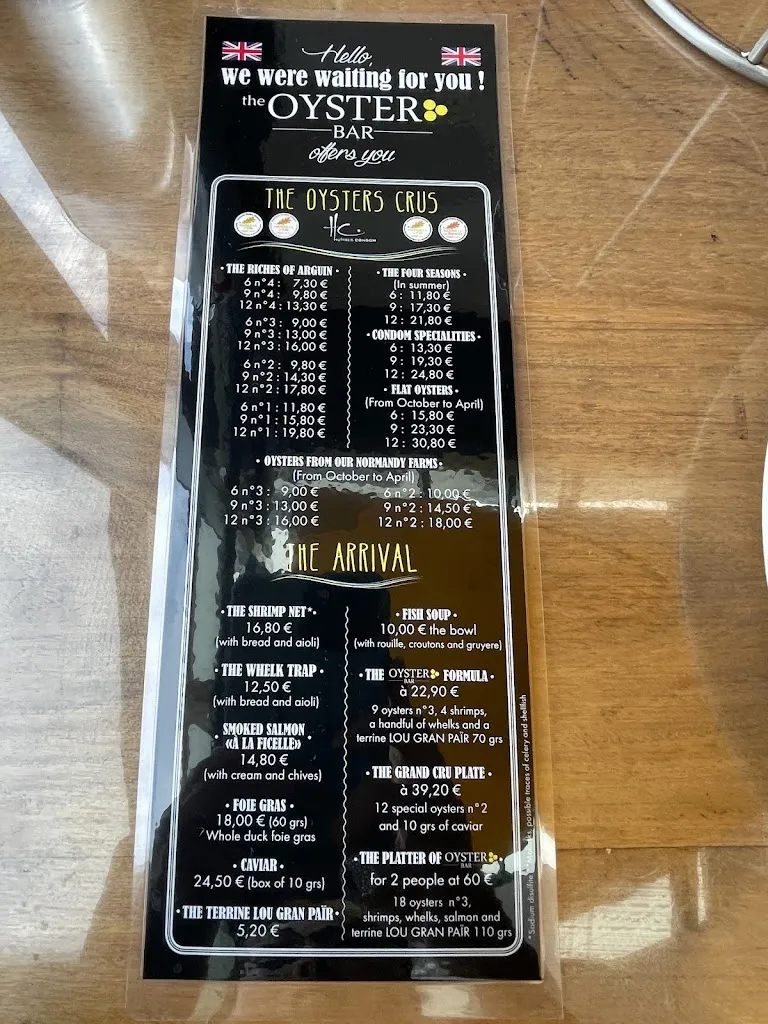 Hello,
we were waiting for you !
the OYSTER
BAR
offers you
THE OYSTERS CRUS
HC.
HUÎTRES CONDOM
· THE RICHES OF ARGUIN ·
6 n°4 : 7,30 €
9 n°4 : 9,80 €
12 n°4 : 13,30 €
6 n°3 : 9,00 €
9 n°3 : 13,00 €
12 n°3 : 16,00 €
6 n°2 : 9,80 €
9 n°2 : 14,30 €
12 n°2 : 17,80 €
6 n°1 : 11,80 €
9 n°1 : 15,80 €
12 n°1 : 19,80 €
· THE FOUR SEASONS ·
(In summer)
6 : 11,80 €
9 : 17,30 €
12 : 21,80 €
· CONDOM SPECIALITIES ·
6 : 13,30 €
9 : 19,30 €
12 : 24,80 €
· FLAT OYSTERS ·
(From October to April)
6 : 15,80 €
9 : 23,30 €
12 : 30,80 €
· OYSTERS FROM OUR NORMANDY FARMS ·
(From October to April)
6 n°3 : 9,00 €
9 n°3 : 13,00 €
12 n°3 : 16,00 €
6 n°2 : 10,00 €
9 n°2 : 14,50 €
12 n°2 : 18,00 €
THE ARRIVAL
· THE SHRIMP NET* ·
16,80 €
(with bread and aioli)
· THE WHELK TRAP ·
12,50 €
(with bread and aioli)
SMOKED SALMON
· «À LA FICELLE» ·
14,80 €
(with cream and chives)
· FOIE GRAS ·
18,00 € (60 grs)
Whole duck foie gras
· CAVIAR ·
24,50 € (box of 10 grs)
· THE TERRINE LOU GRAN PAÏR ·
5,20 €
· FISH SOUP ·
10,00 € the bowl
(with rouille, croutons and gruyere)
· THE OYSTER BAR FORMULA ·
à 22,90 €
9 oysters n°3, 4 shrimps,
a handful of whelks and a
terrine LOU GRAN PAÏR 70 grs
· THE GRAND CRU PLATE ·
à 39,20 €
12 special oysters n°2
and 10 grs of caviar
· THE PLATTER OF OYSTER BAR ·
for 2 people at 60 €
18 oysters n°3,
shrimps, whelks, salmon and
terrine LOU GRAN PAÏR 110 grs
* Sodium possible traces of celery and shellfish